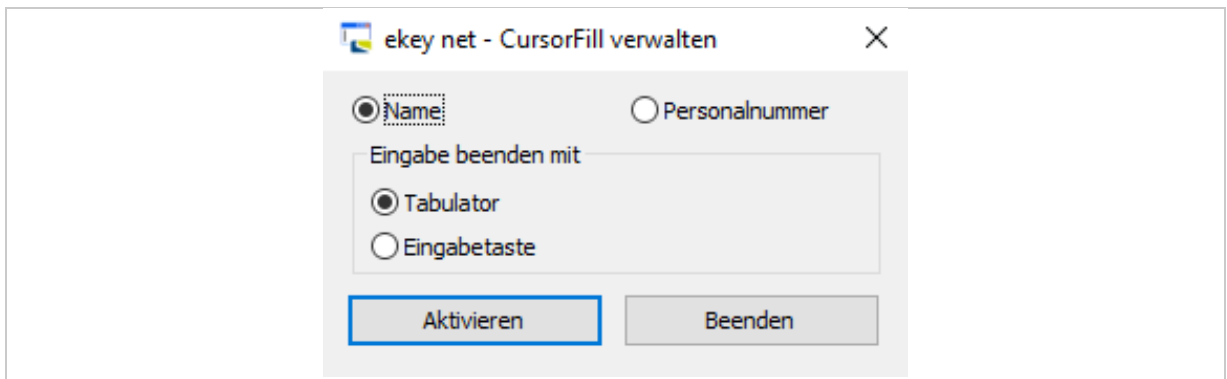 ekey net - CursorFill verwalten
Name Personalnummer
Eingabe beenden mit
Tabulator
Eingabetaste
Aktivieren Beenden